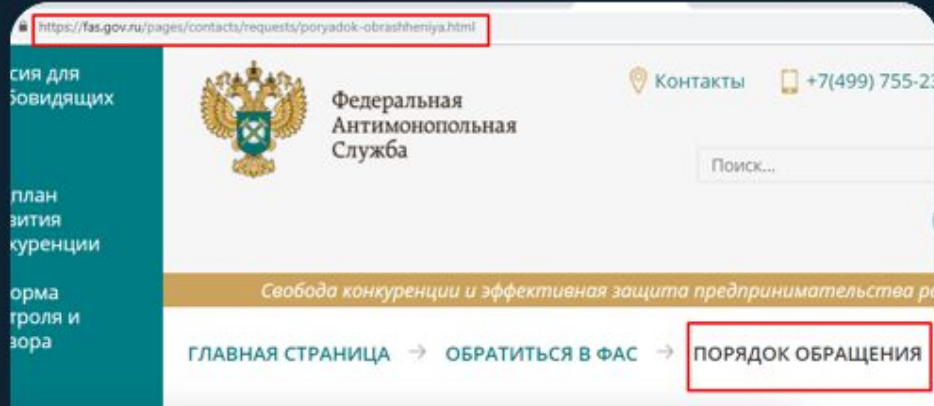 https://fas.gov.ru/pages/contacts/requests/poryadok-obrashheniya.html
сия для
бовидящих
Федеральная
Антимонопольная
Служба
Контакты
+7(499) 755-23
Поиск...
план
вития
куренции
Свобода конкуренции и эффективная защита предпринимательства р
орма
троля и
зора
ГЛАВНАЯ СТРАНИЦА → ОБРАТИТЬСЯ В ФАС → ПОРЯДОК ОБРАЩЕНИЯ